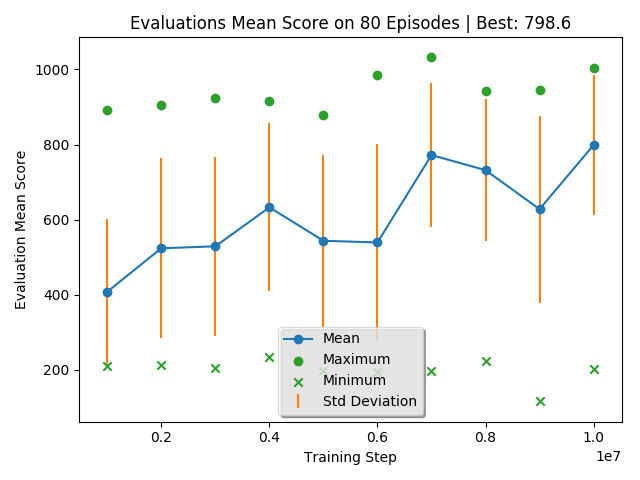 Evaluations Mean Score on 80 Episodes | Best: 798.6
Evaluation Mean Score
1000
800
600
400
200
Mean
Maximum
Minimum
Std Deviation
0.2
0.4
0.6
0.8
1.0
1e7
Training Step